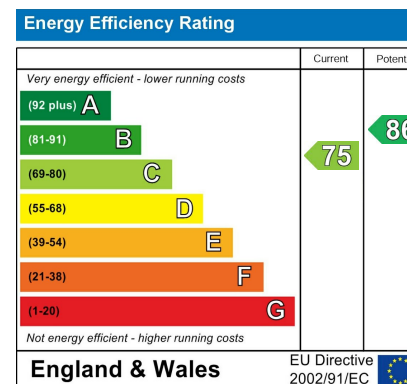 Energy Efficiency Rating
Current Potent
Very energy efficient - lower running costs
(92 plus) A
(81-91) B
(69-80) C
(55-68) D
(39-54) E
(21-38) F
(1-20) G
75
86
Not energy efficient - higher running costs
England & Wales
EU Directive
2002/91/EC